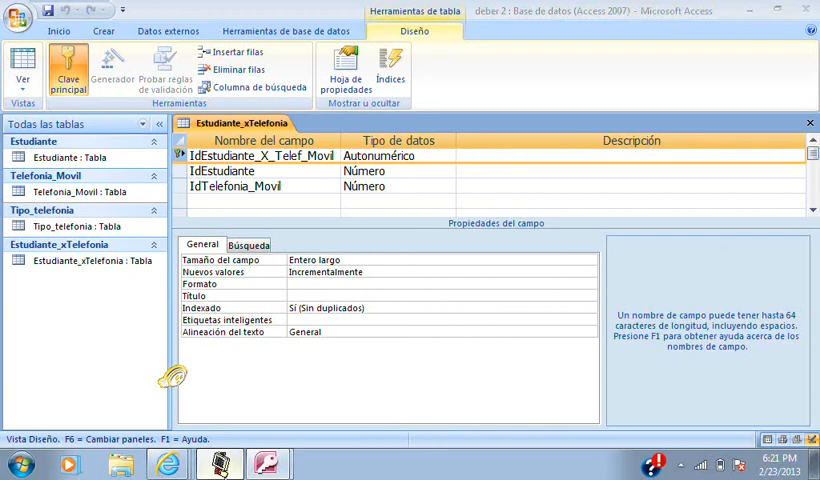 Herramientas de tabla
deber 2 : Base de datos (Access 2007) - Microsoft Access
Inicio
Crear
Datos externos
Herramientas de base de datos
Diseño
Ver
Clave principal
Generador
Probar reglas de validación
Insertar filas
Eliminar filas
Columna de búsqueda
Hoja de propiedades
Índices
Vistas
Herramientas
Mostrar u ocultar
Todas las tablas
Estudiante
Estudiante : Tabla
Telefonia_Movil
Telefonia_Movil : Tabla
Tipo_telefonia
Tipo_telefonia : Tabla
Estudiante_xTelefonia
Estudiante_xTelefonia : Tabla
Estudiante_xTelefonia
Nombre del campo Tipo de datos Descripción
IdEstudiante_X_Telef_Movil Autonumérico
IdEstudiante Número
IdTelefonia_Movil Número
Propiedades del campo
General Búsqueda
Tamaño del campo Entero largo
Nuevos valores Incrementalmente
Formato
Título
Indexado Sí (Sin duplicados)
Etiquetas inteligentes
Alineación del texto General
Un nombre de campo puede tener hasta 64
caracteres de longitud, incluyendo espacios.
Presione F1 para obtener ayuda acerca de los
nombres de campo.
Vista Diseño. F6 = Cambiar paneles. F1 = Ayuda.
6:21 PM
2/23/2013